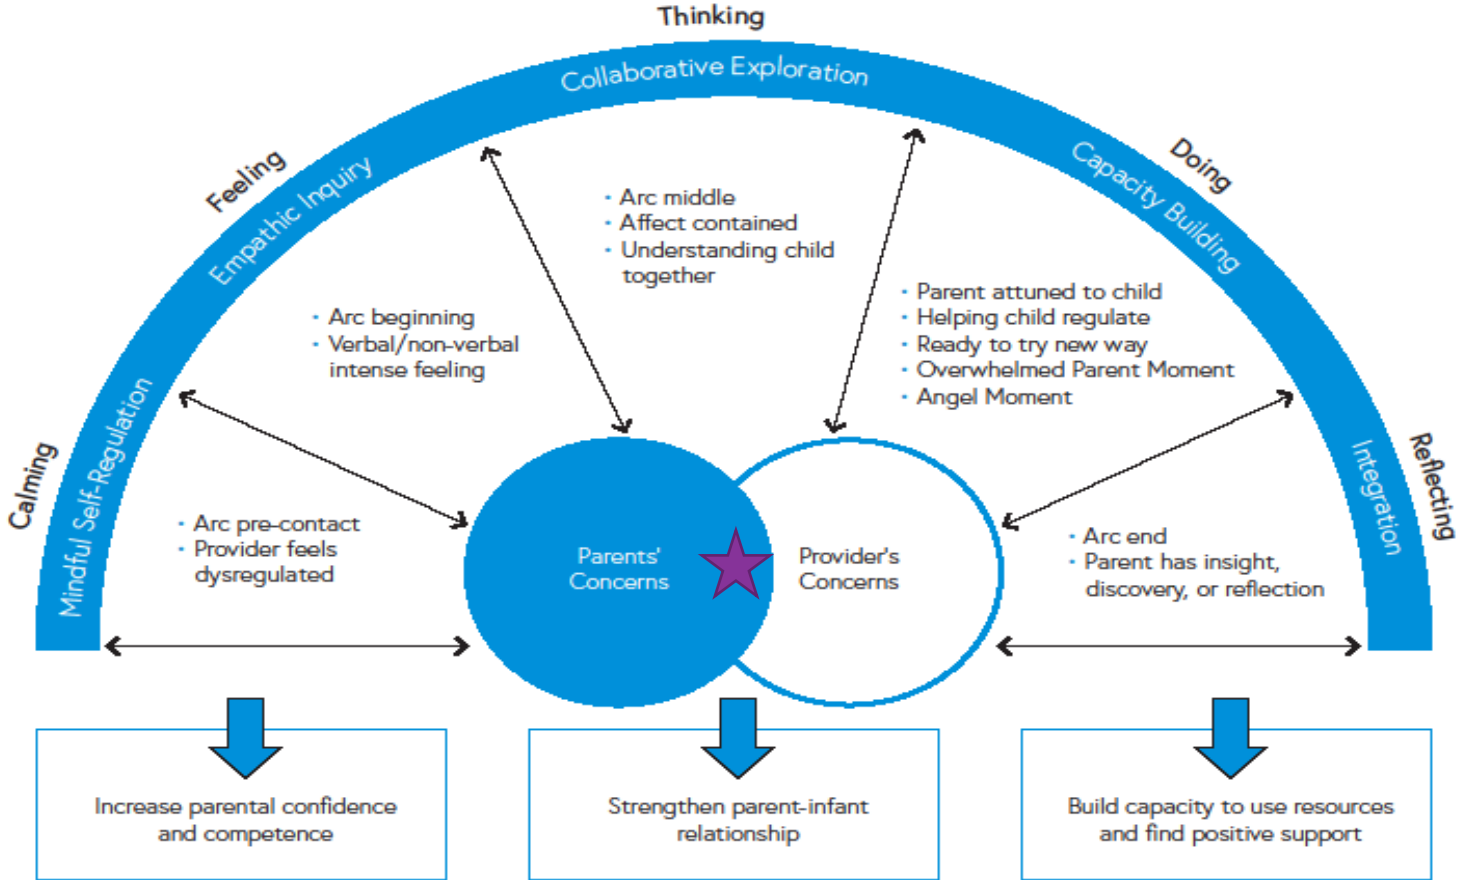 Thinking
Collaborative Exploration
Feeling
Empathic Inquiry
Doing
Capacity Building
Calming
Mindful Self-Regulation
Reflecting
Integration
· Arc middle
· Affect contained
· Understanding child
together
· Arc beginning
· Verbal/non-verbal
intense feeling
· Parent attuned to child
· Helping child regulate
· Ready to try new way
· Overwhelmed Parent Moment
· Angel Moment
· Arc pre-contact
· Provider feels
dysregulated
Parents'
Concerns
Provider's
Concerns
· Arc end
· Parent has insight,
discovery, or reflection
Increase parental confidence
and competence
Strengthen parent-infant
relationship
Build capacity to use resources
and find positive support